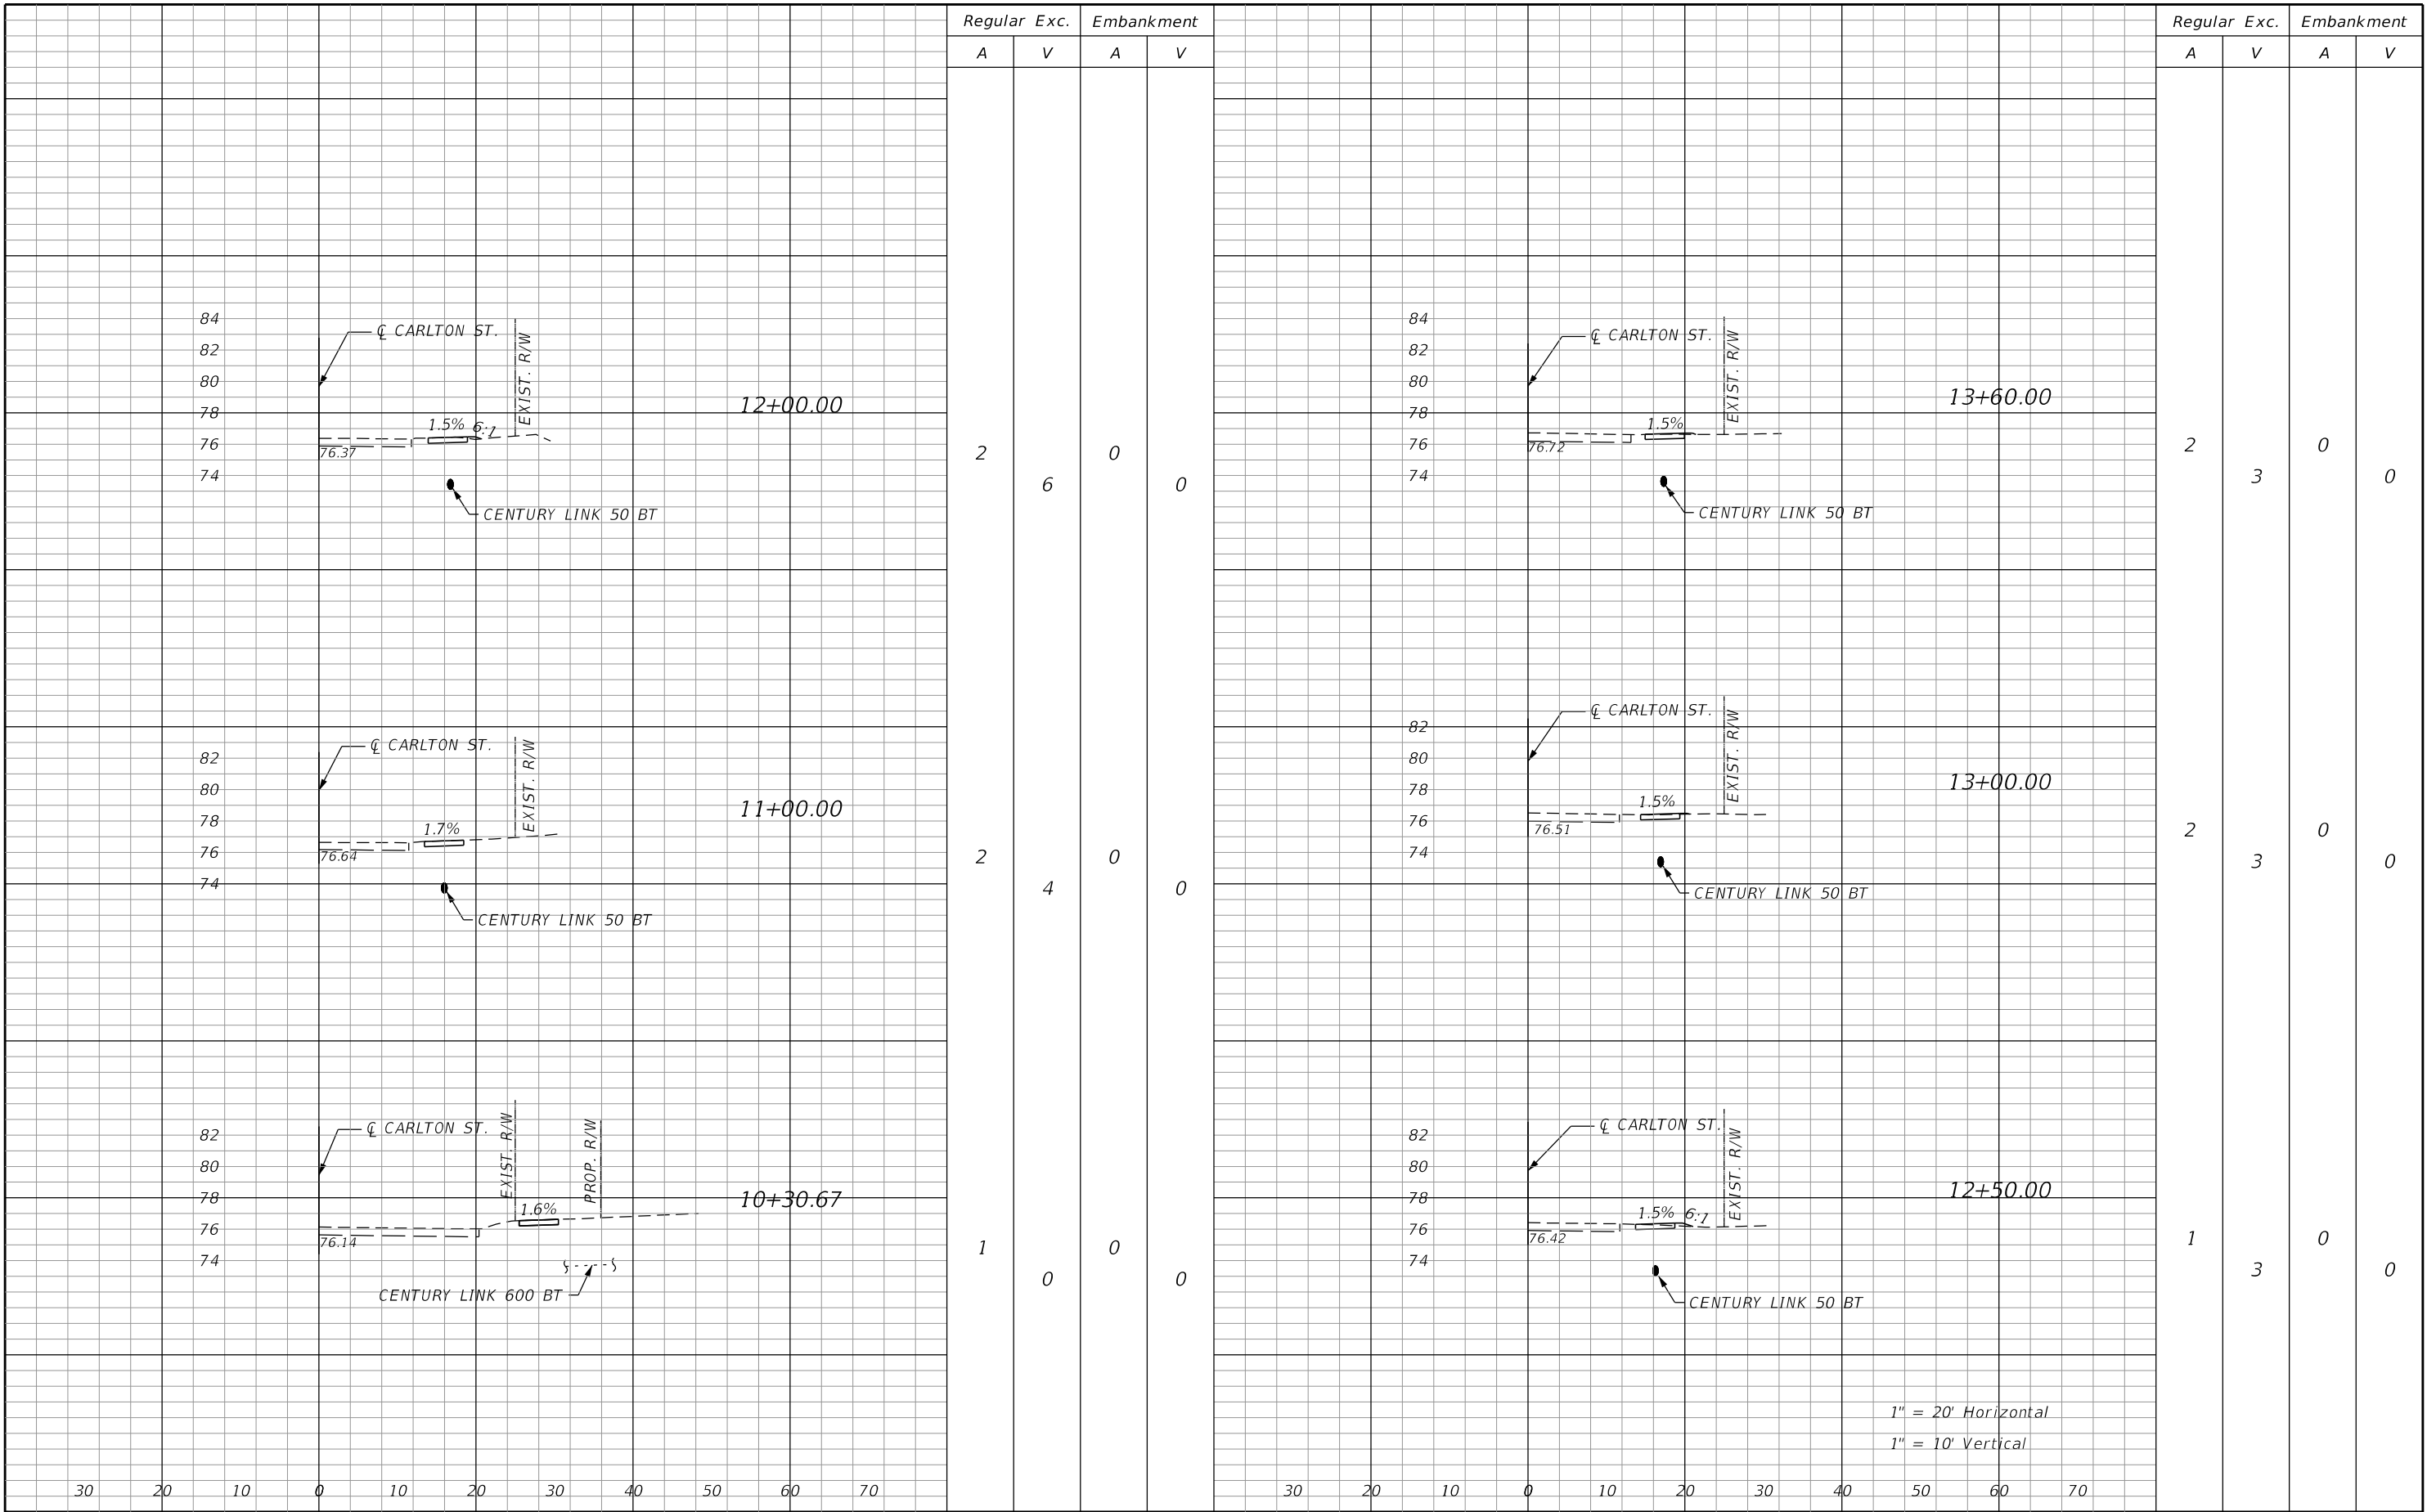 Regular Exc. Embankment
A V A V
84
82
80
78
76
74
℄ CARLTON ST.
EXIST. R/W
12+00.00
1.5% 6:1
76.37
CENTURY LINK 50 BT
2 0
6 0
82
80
78
76
74
℄ CARLTON ST.
EXIST. R/W
11+00.00
1.7%
76.64
CENTURY LINK 50 BT
2 0
4 0
82
80
78
76
74
℄ CARLTON ST.
EXIST. R/W
PROP. R/W
10+30.67
1.6%
76.14
CENTURY LINK 600 BT
1 0
0 0
30 20 10 0 10 20 30 40 50 60 70
Regular Exc. Embankment
A V A V
84
82
80
78
76
74
℄ CARLTON ST.
EXIST. R/W
13+60.00
1.5%
76.72
CENTURY LINK 50 BT
2 0
3 0
82
80
78
76
74
℄ CARLTON ST.
EXIST. R/W
13+00.00
1.5%
76.51
CENTURY LINK 50 BT
2 0
3 0
82
80
78
76
74
℄ CARLTON ST.
EXIST. R/W
12+50.00
1.5% 6:1
76.42
CENTURY LINK 50 BT
1 0
3 0
1" = 20' Horizontal
1" = 10' Vertical
30 20 10 0 10 20 30 40 50 60 70